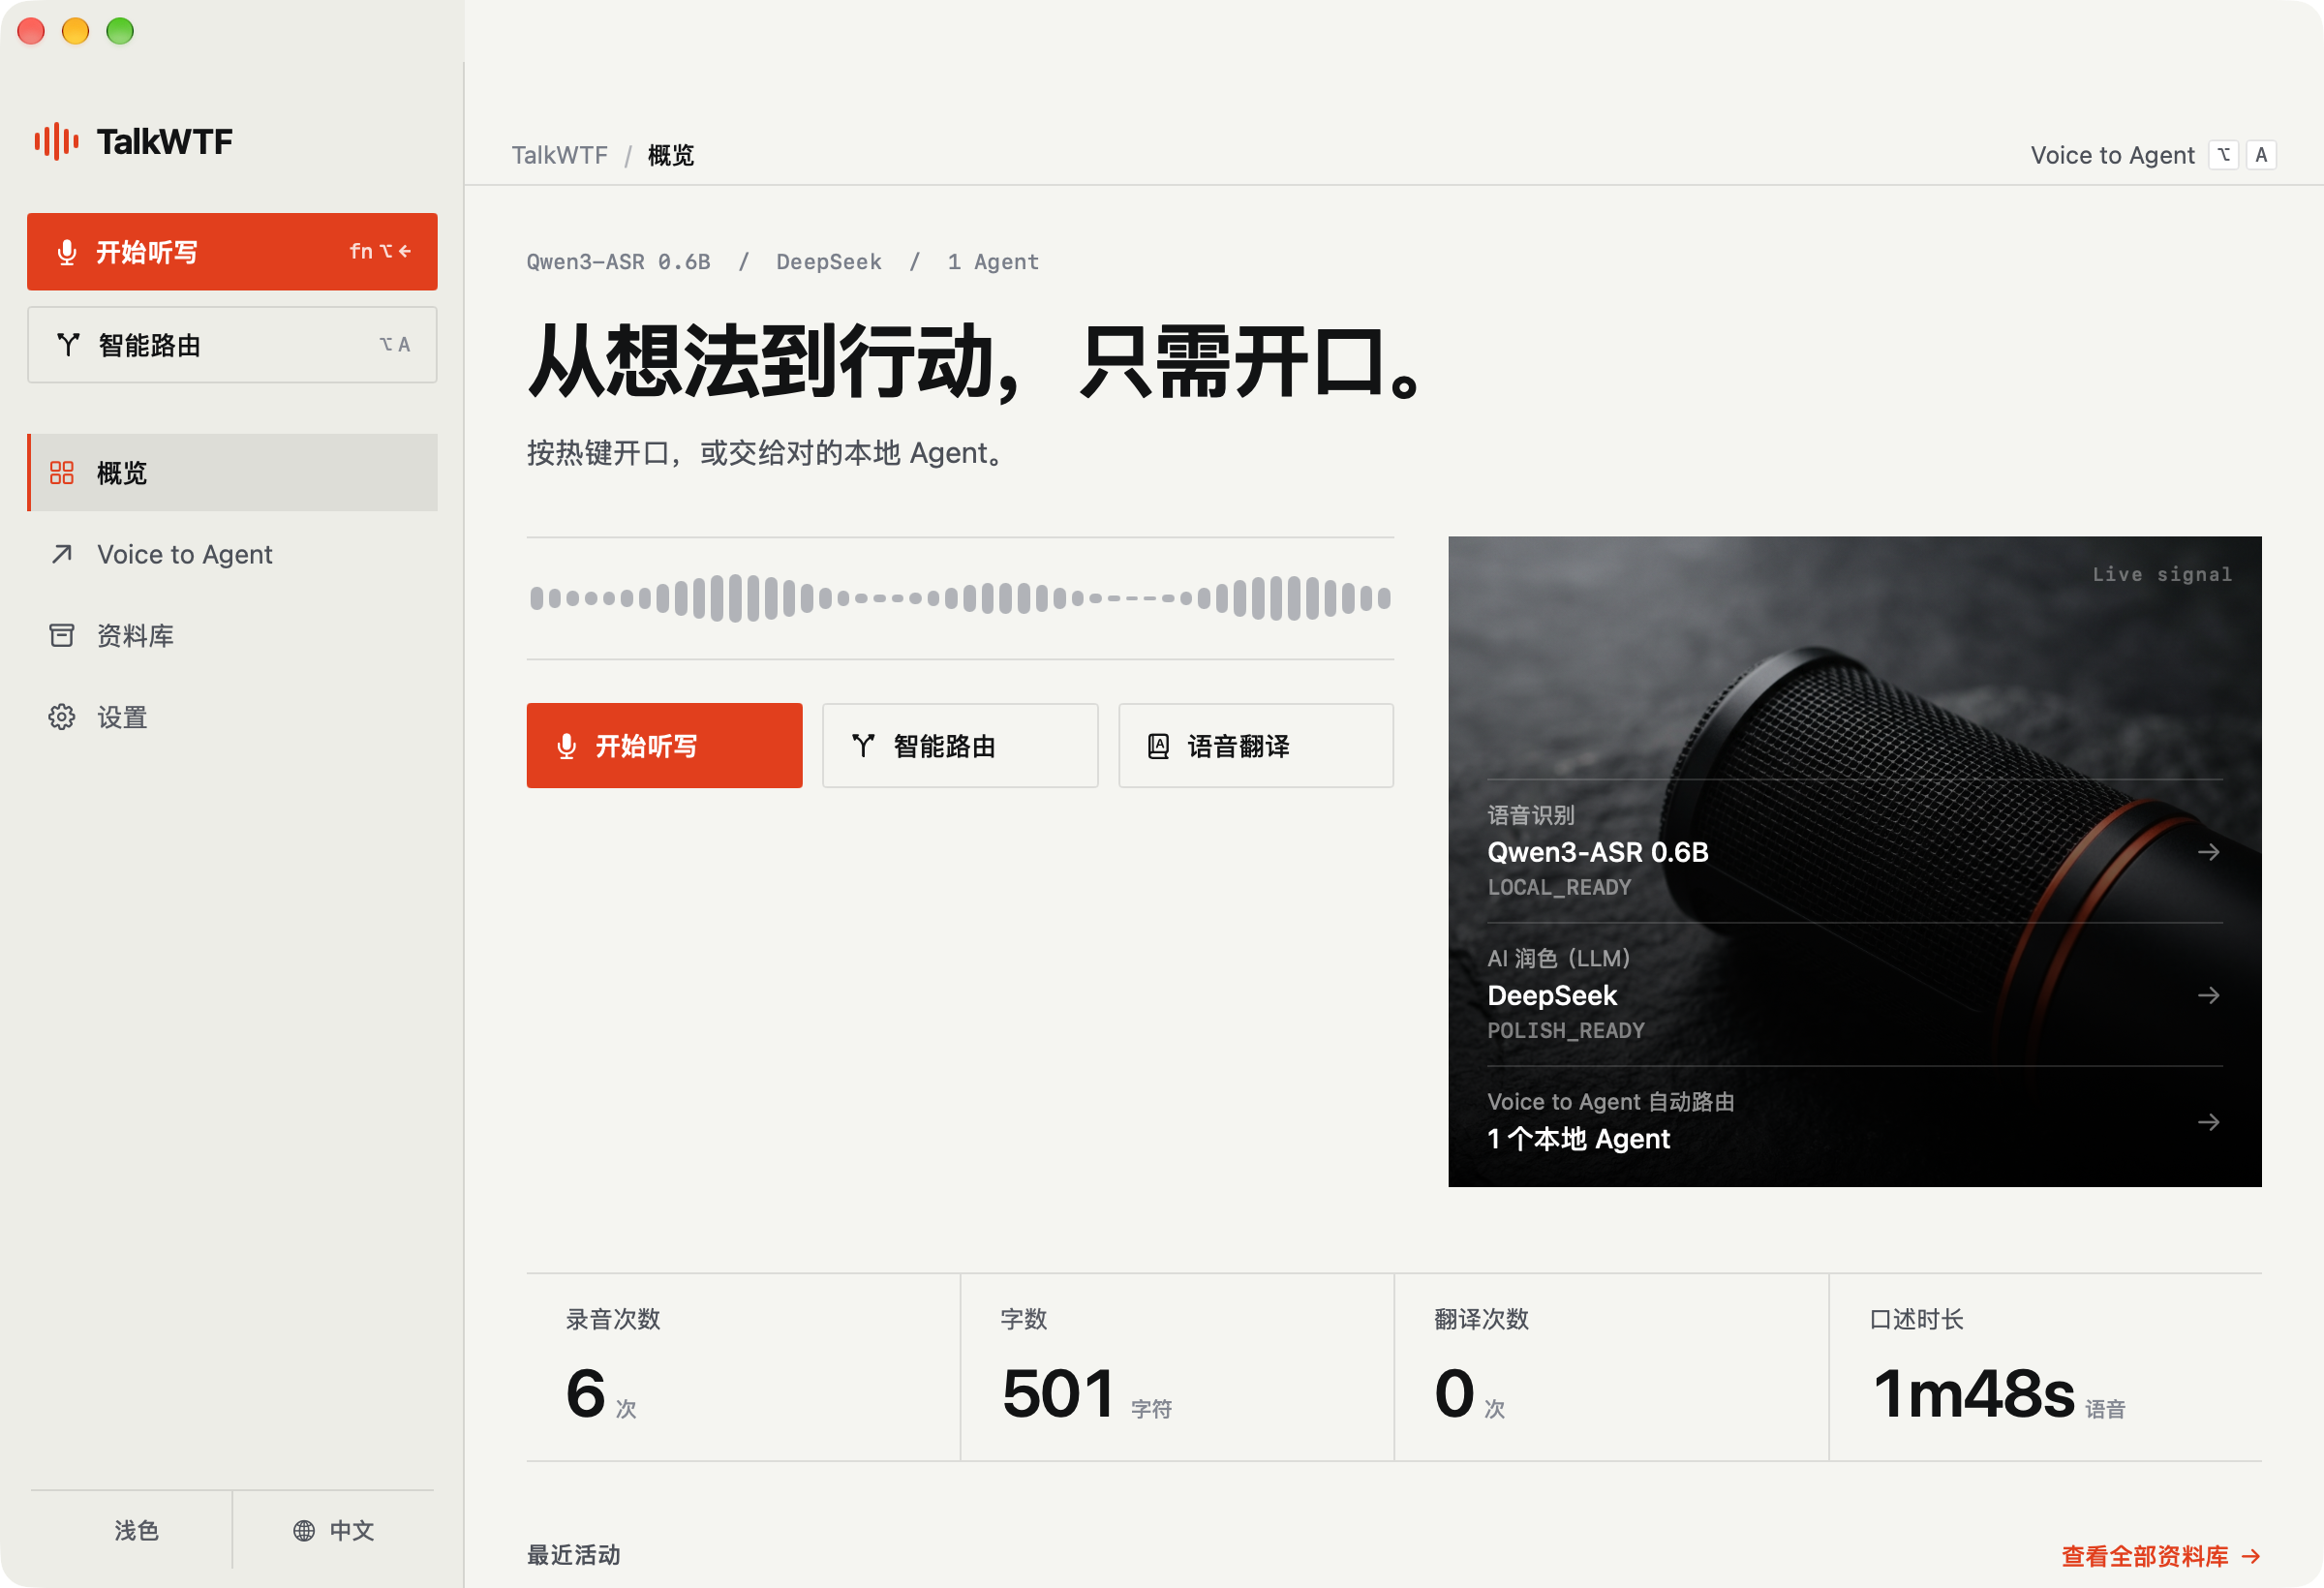 TalkWTF
开始听写 fn ⌥ ←
智能路由 ⌥ A
概览
Voice to Agent
资料库
设置
浅色
中文
TalkWTF / 概览
Voice to Agent ⌥ A
Qwen3-ASR 0.6B / DeepSeek / 1 Agent
从想法到行动，只需开口。
按热键开口，或交给对的本地 Agent。
开始听写
智能路由
语音翻译
Live signal
语音识别
Qwen3-ASR 0.6B
LOCAL_READY
AI 润色 (LLM)
DeepSeek
POLISH_READY
Voice to Agent 自动路由
1 个本地 Agent
录音次数
6 次
字数
501 字符
翻译次数
0 次
口述时长
1m48s 语音
最近活动
查看全部资料库 →